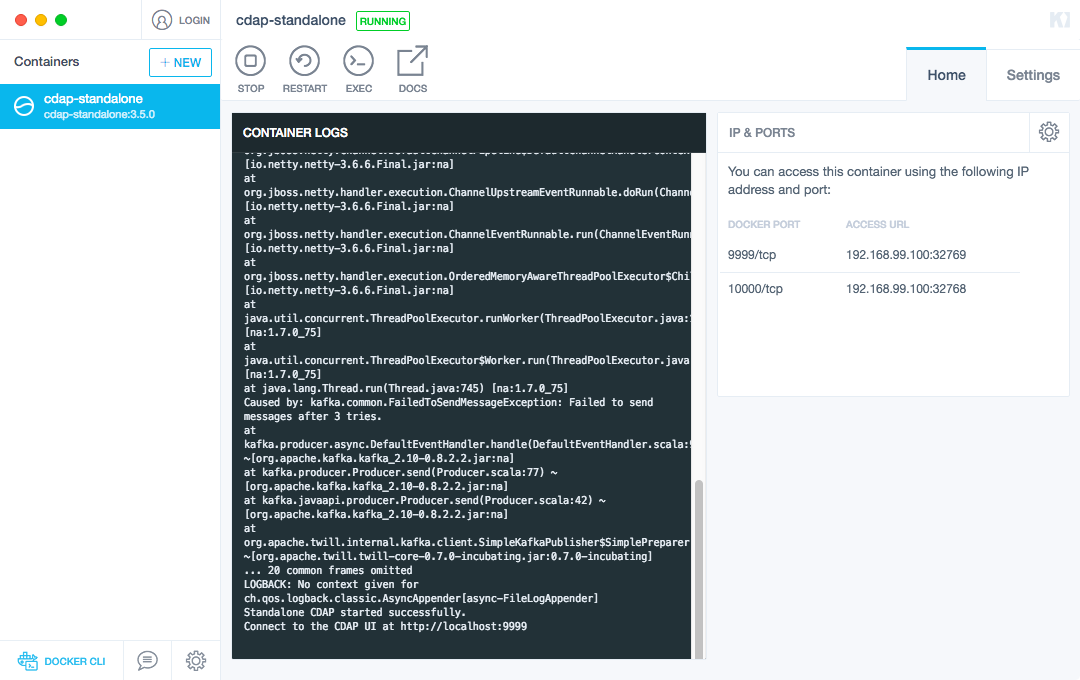 LOGIN
cdap-standalone
RUNNING
Containers
+ NEW
STOP
RESTART
EXEC
DOCS
Home
Settings
cdap-standalone
cdap-standalone:3.5.0
CONTAINER LOGS
[io.netty.netty-3.6.6.Final.jar:na]
at
org.jboss.netty.handler.execution.ChannelUpstreamEventRunnable.doRun(Chann
[io.netty.netty-3.6.6.Final.jar:na]
at
org.jboss.netty.handler.execution.ChannelEventRunnable.run(ChannelEventRun
[io.netty.netty-3.6.6.Final.jar:na]
at
org.jboss.netty.handler.execution.OrderedMemoryAwareThreadPoolExecutor$Chi
[io.netty.netty-3.6.6.Final.jar:na]
at
java.util.concurrent.ThreadPoolExecutor.runWorker(ThreadPoolExecutor.java:
[na:1.7.0_75]
at
java.util.concurrent.ThreadPoolExecutor$Worker.run(ThreadPoolExecutor.java
[na:1.7.0_75]
at java.lang.Thread.run(Thread.java:745) [na:1.7.0_75]
Caused by: kafka.common.FailedToSendMessageException: Failed to send
messages after 3 tries.
at
kafka.producer.async.DefaultEventHandler.handle(DefaultEventHandler.scala:
~[org.apache.kafka.kafka_2.10-0.8.2.2.jar:na]
at kafka.producer.Producer.send(Producer.scala:77) ~
[org.apache.kafka.kafka_2.10-0.8.2.2.jar:na]
at kafka.javaapi.producer.Producer.send(Producer.scala:42) ~
[org.apache.kafka.kafka_2.10-0.8.2.2.jar:na]
at
org.apache.twill.internal.kafka.client.SimpleKafkaPublisher$SimplePreparer
~[org.apache.twill.twill-core-0.7.0-incubating.jar:0.7.0-incubating]
... 20 common frames omitted
LOGBACK: No context given for
ch.qos.logback.classic.AsyncAppender[async-FileLogAppender]
Standalone CDAP started successfully.
Connect to the CDAP UI at http://localhost:9999
IP & PORTS
You can access this container using the following IP
address and port:
DOCKER PORT ACCESS URL
9999/tcp 192.168.99.100:32769
10000/tcp 192.168.99.100:32768
DOCKER CLI